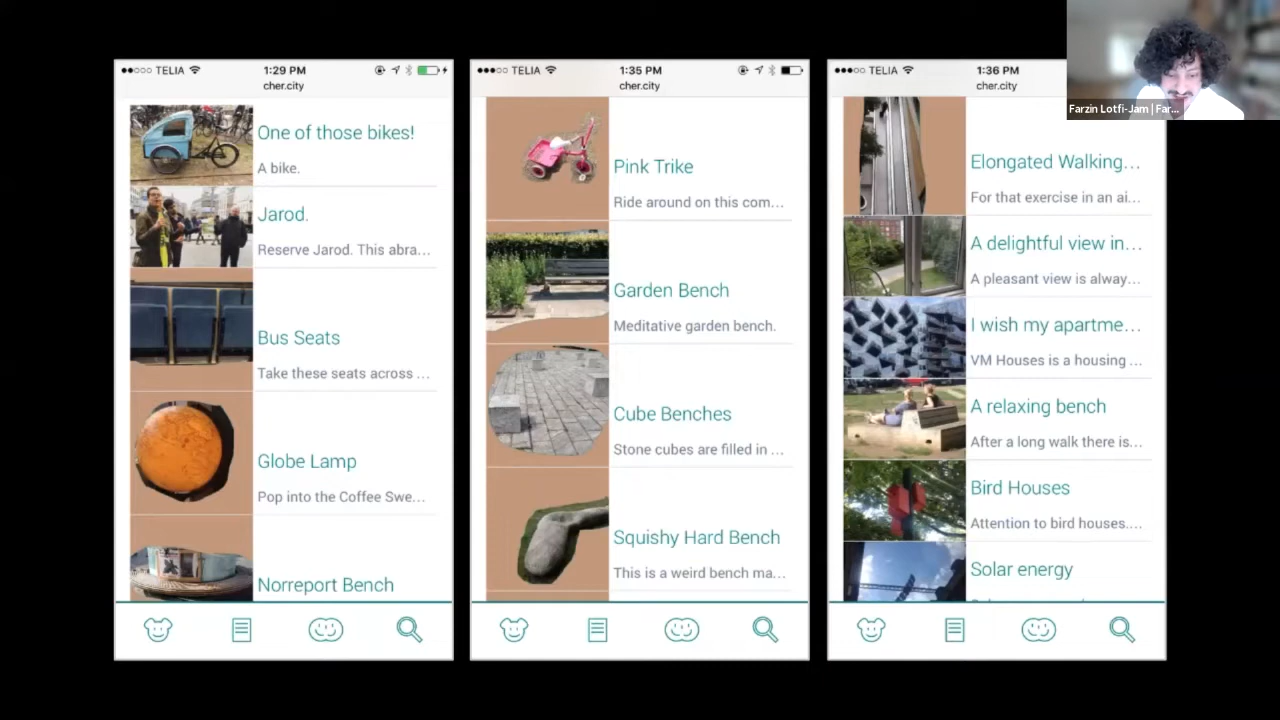 TELIA
1:29 PM
cher.city
One of those bikes!
A bike.
Jarod.
Reserve Jarod. This abra...
Bus Seats
Take these seats across ...
Globe Lamp
Pop into the Coffee Swe...
Norreport Bench
TELIA
1:35 PM
cher.city
Pink Trike
Ride around on this com...
Garden Bench
Meditative garden bench.
Cube Benches
Stone cubes are filled in ...
Squishy Hard Bench
This is a weird bench ma...
TELIA
1:36 PM
cher.city
Elongated Walking...
For that exercise in an ai...
A delightful view in...
A pleasant view is alway...
I wish my apartme...
VM Houses is a housing ...
A relaxing bench
After a long walk there is...
Bird Houses
Attention to bird houses....
Solar energy
Farzin Lotfi-Jam | Far...